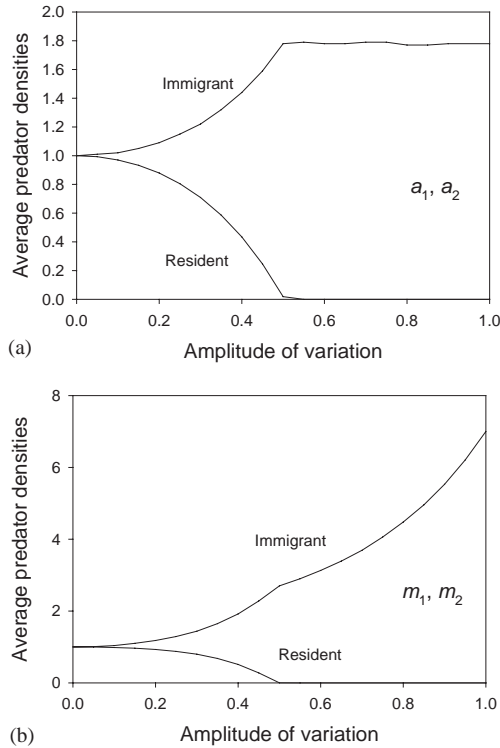 Average predator densities
2.0
1.8
1.6
1.4
1.2
1.0
0.8
0.6
0.4
0.2
0.0
Immigrant
Resident
a1, a2
0.0 0.2 0.4 0.6 0.8 1.0
(a)
Amplitude of variation
Average predator densities
8
6
4
2
0
Immigrant
Resident
m1, m2
0.0 0.2 0.4 0.6 0.8 1.0
(b)
Amplitude of variation